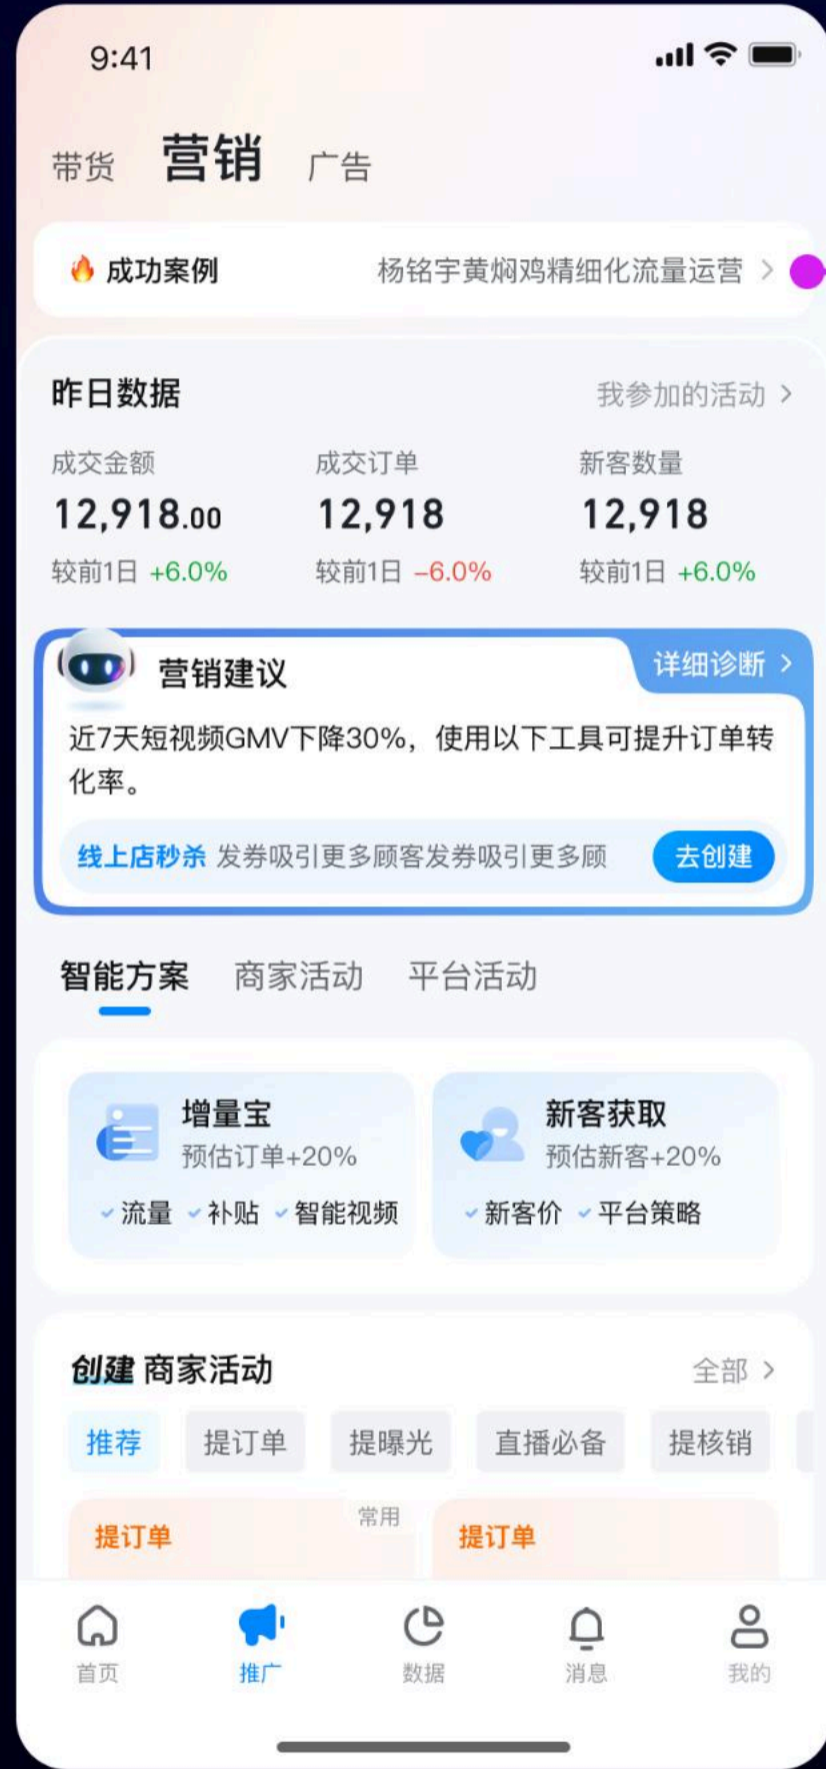 9:41
带货 营销 广告
🔥 成功案例 杨铭宇黄焖鸡精细化流量运营 >
昨日数据 我参加的活动 >
成交金额 成交订单 新客数量
12,918.00 12,918 12,918
较前1日 +6.0% 较前1日 -6.0% 较前1日 +6.0%
营销建议 详细诊断 >
近7天短视频GMV下降30%，使用以下工具可提升订单转
化率。
线上店秒杀 发券吸引更多顾客发券吸引更多顾 去创建
智能方案 商家活动 平台活动
增量宝 新客获取
预估订单+20% 预估新客+20%
流量 补贴 智能视频 新客价 平台策略
创建 商家活动 全部 >
推荐 提订单 提曝光 直播必备 提核销
提订单 常用 提订单
首页 推广 数据 消息 我的